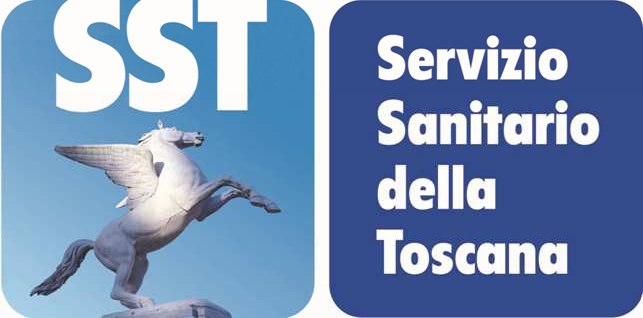 SST
Servizio
Sanitario
della
Toscana